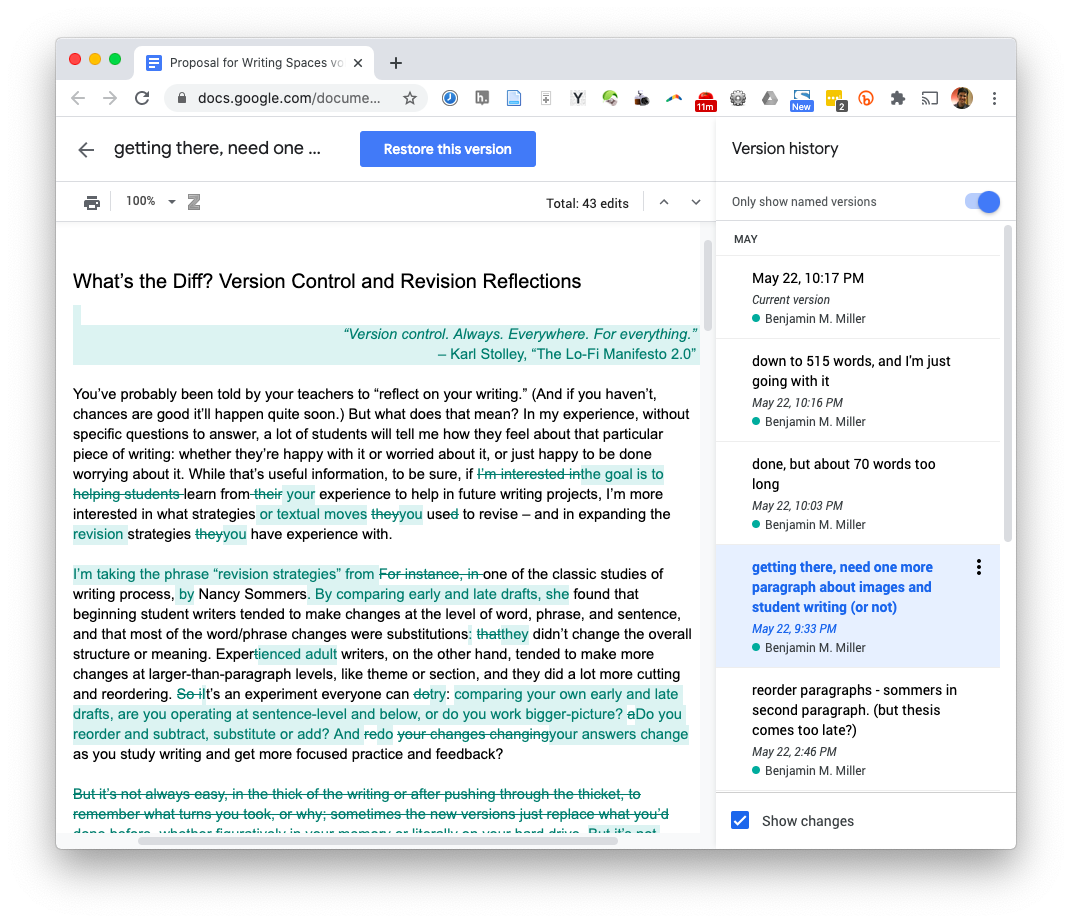 Proposal for Writing Spaces vo
docs.google.com/docume...
h.
Y
11m
New
2
getting there, need one ...
Restore this version
Version history
100%
Z
Total: 43 edits
Only show named versions
What's the Diff? Version Control and Revision Reflections
“Version control. Always. Everywhere. For everything.”
– Karl Stolley, “The Lo-Fi Manifesto 2.0”
You've probably been told by your teachers to “reflect on your writing.” (And if you haven't,
chances are good it'll happen quite soon.) But what does that mean? In my experience, without
specific questions to answer, a lot of students will tell me how they feel about that particular
piece of writing: whether they're happy with it or worried about it, or just happy to be done
worrying about it. While that's useful information, to be sure, if I'm interested inthe goal is to
helping students learn from their your experience to help in future writing projects, I'm more
interested in what strategies or textual moves theyyou used to revise – and in expanding the
revision strategies theyyou have experience with.
I'm taking the phrase “revision strategies” from For instance, in one of the classic studies of
writing process, by Nancy Sommers. By comparing early and late drafts, she found that
beginning student writers tended to make changes at the level of word, phrase, and sentence,
and that most of the word/phrase changes were substitutions: thatthey didn't change the overall
structure or meaning. Expertienced adult writers, on the other hand, tended to make more
changes at larger-than-paragraph levels, like theme or section, and they did a lot more cutting
and reordering. So iIt's an experiment everyone can dotry: comparing your own early and late
drafts, are you operating at sentence-level and below, or do you work bigger-picture? aDo you
reorder and subtract, substitute or add? And redo your changes changingyour answers change
as you study writing and get more focused practice and feedback?
But it's not always easy, in the thick of the writing or after pushing through the thicket, to
remember what turns you took, or why; sometimes the new versions just replace what you'd
done before, whether figuratively in your memory or literally on your hard drive. But it's not
MAY
May 22, 10:17 PM
Current version
Benjamin M. Miller
down to 515 words, and I'm just
going with it
May 22, 10:16 PM
Benjamin M. Miller
done, but about 70 words too
long
May 22, 10:03 PM
Benjamin M. Miller
getting there, need one more
paragraph about images and
student writing (or not)
May 22, 9:33 PM
Benjamin M. Miller
reorder paragraphs - sommers in
second paragraph. (but thesis
comes too late?)
May 22, 2:46 PM
Benjamin M. Miller
Show changes